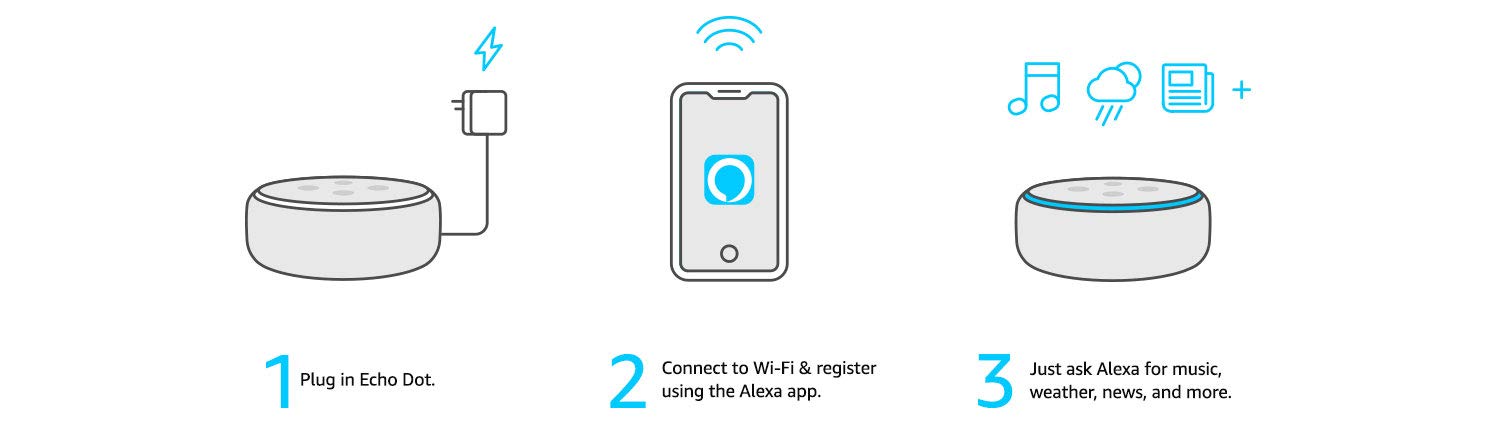 1 Plug in Echo Dot.
2 Connect to Wi-Fi & register
using the Alexa app.
3 Just ask Alexa for music,
weather, news, and more.